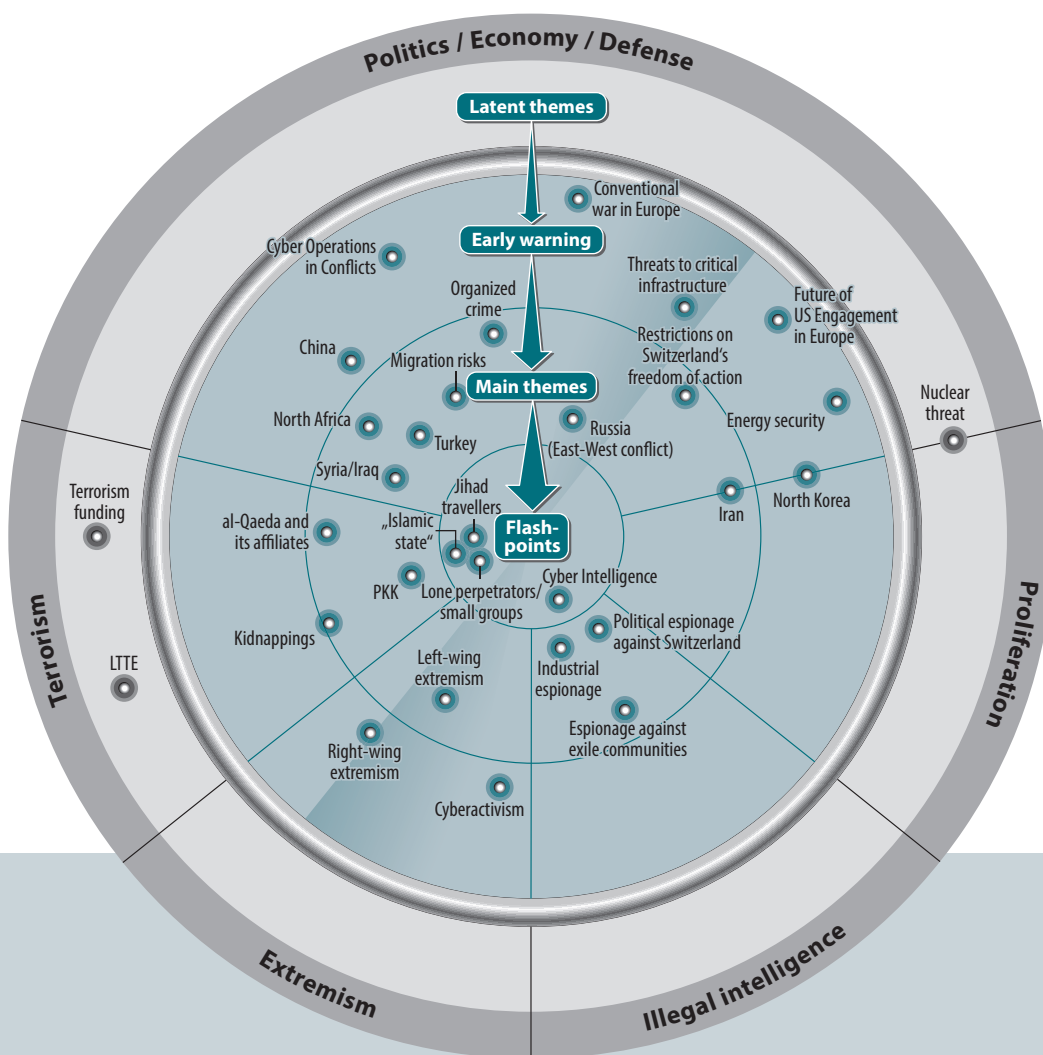 Politics / Economy / Defense
Latent themes
Conventional
war in Europe
Early warning
Cyber Operations
in Conflicts
Threats to critical
infrastructure
Organized
crime
Future of
US Engagement
in Europe
Restrictions on
Switzerland‘s
freedom of action
China
Migration risks
Main themes
Nuclear
threat
North Africa
Turkey
Russia
(East-West conflict)
Energy security
Syria/Iraq
Jihad
travellers
Iran
North Korea
Terrorism
funding
al-Qaeda and
its affiliates
„Islamic
state“
Flash-
points
PKK
Lone perpetrators/
small groups
Cyber Intelligence
Kidnappings
Political espionage
against Switzerland
LTTE
Left-wing
extremism
Industrial
espionage
Right-wing
extremism
Espionage against
exile communities
Cyberactivism
Terrorism
Proliferation
Extremism
Illegal intelligence